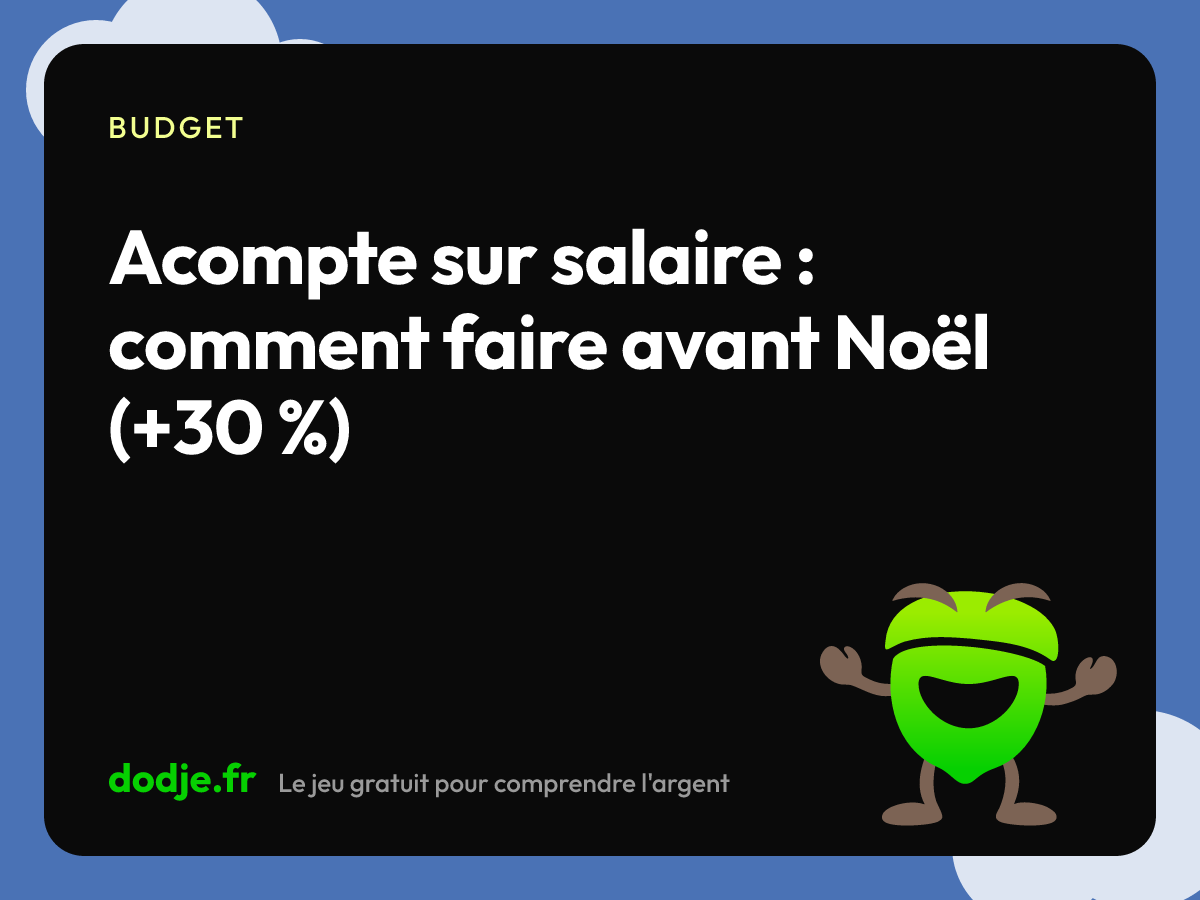 BUDGET
Acompte sur salaire :
comment faire avant Noël
(+30 %)
dodje.fr Le jeu gratuit pour comprendre l'argent